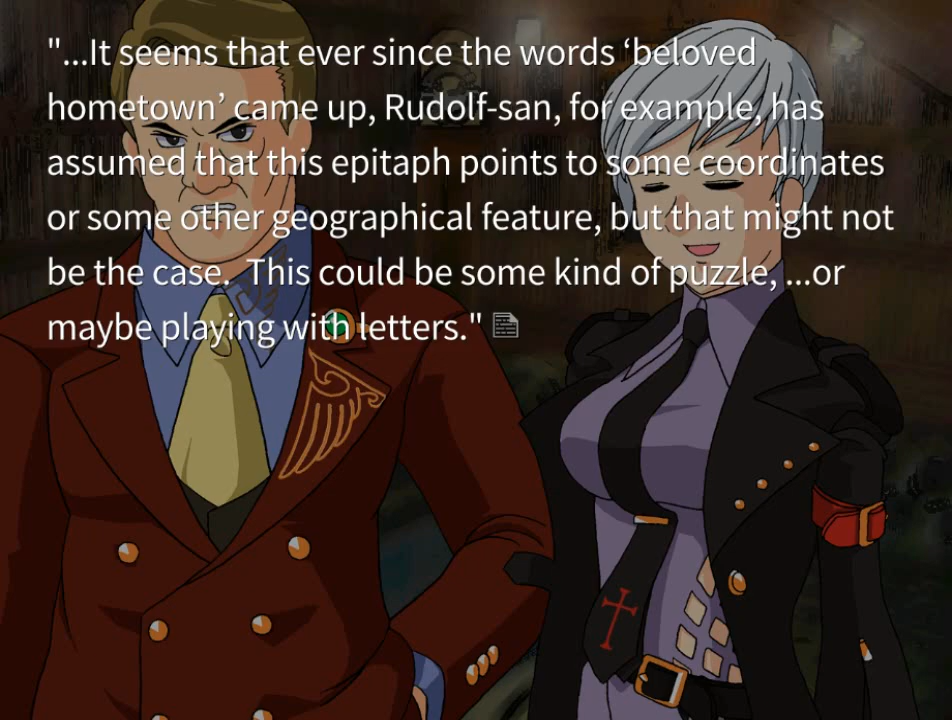 "...It seems that ever since the words ‘beloved
hometown’ came up, Rudolf-san, for example, has
assumed that this epitaph points to some coordinates
or some other geographical feature, but that might not
be the case.  This could be some kind of puzzle, ...or
maybe playing with letters."